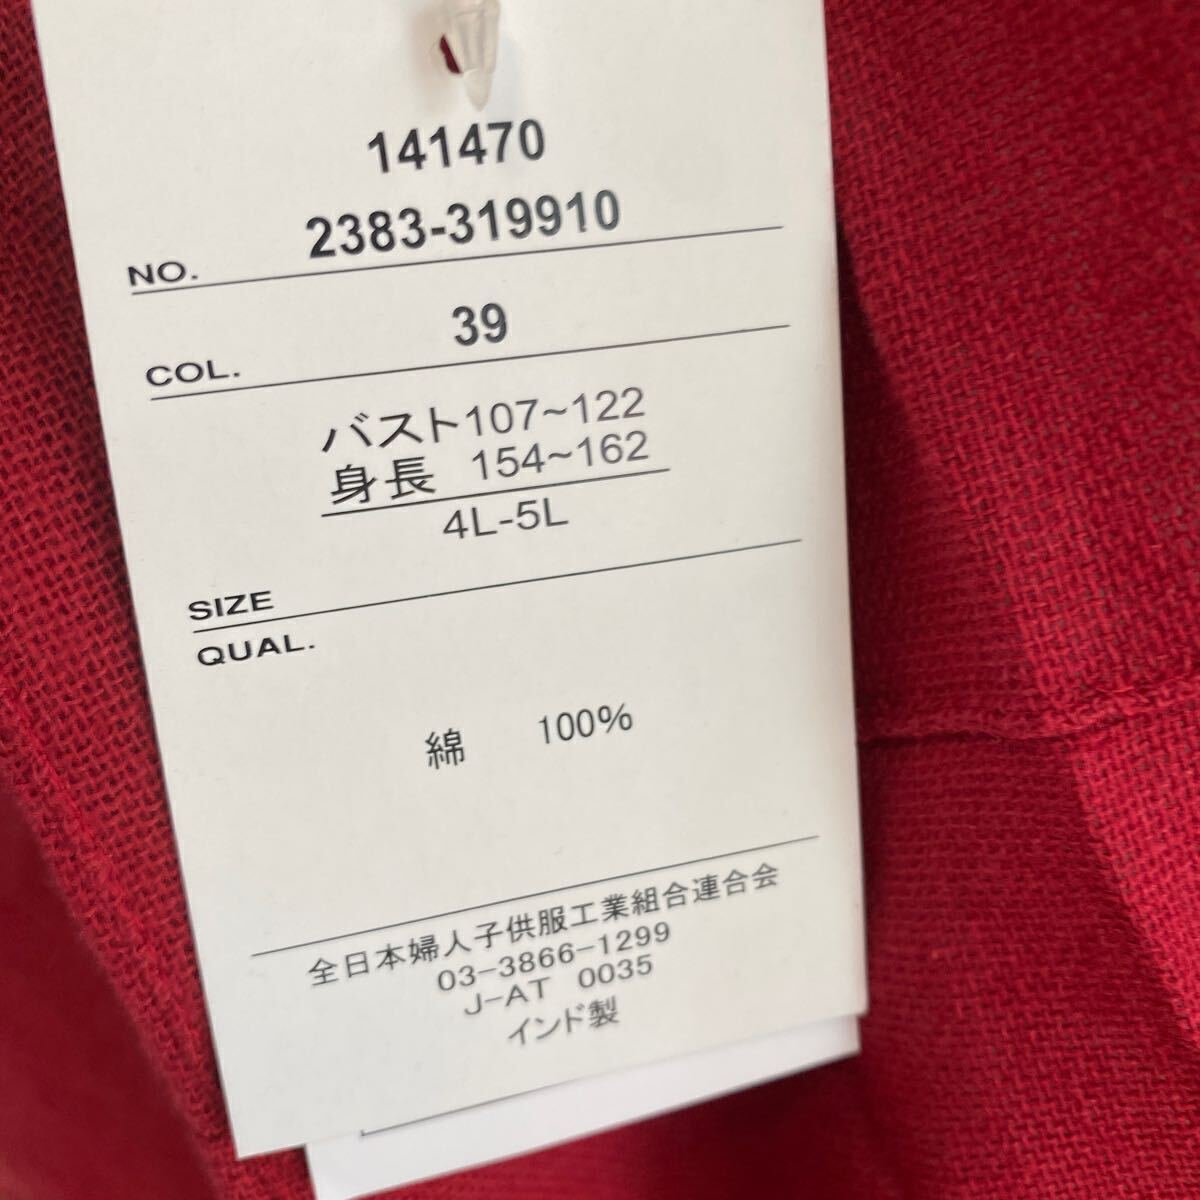 141470
2383-319910
NO.
39
COL.
バスト107~122
身長 154~162
4L-5L
SIZE
QUAL.
綿 100%
全日本婦人子供服工業組合連合会
03-3866-1299
J-AT 0035
インド製